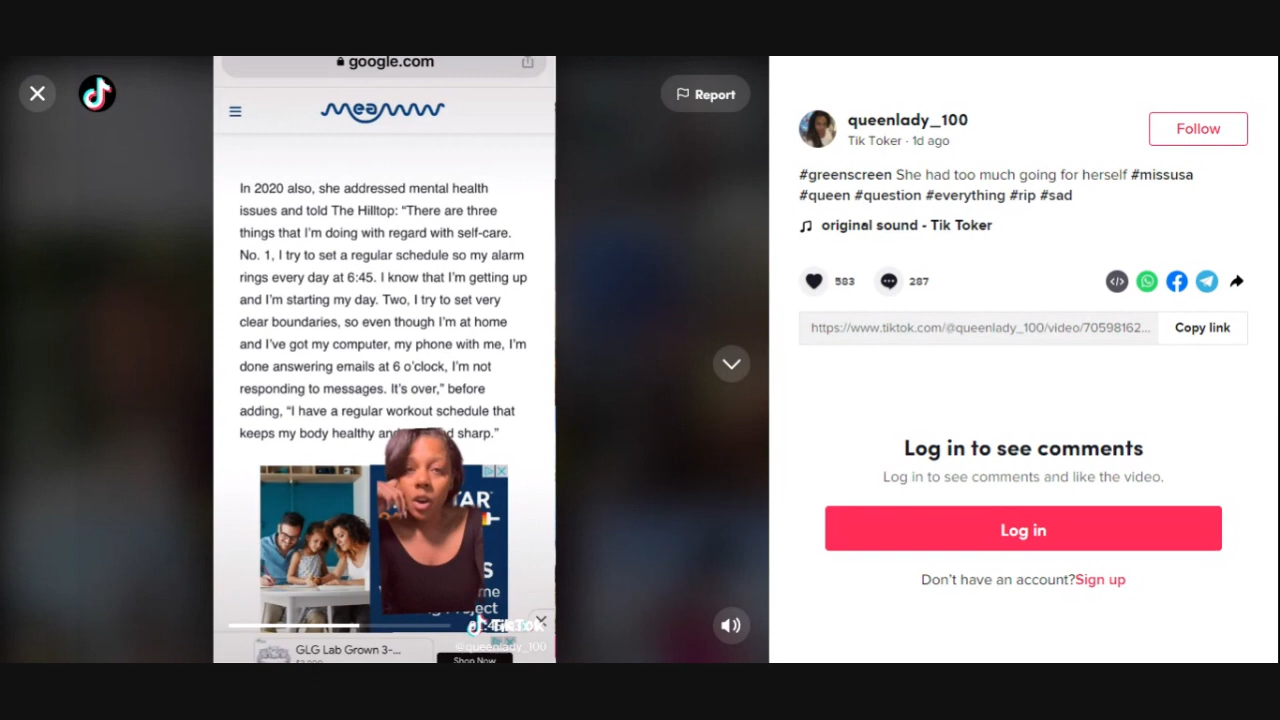 google.com
meaww
In 2020 also, she addressed mental health
issues and told The Hilltop: “There are three
things that I’m doing with regard with self-care.
No. 1, I try to set a regular schedule so my alarm
rings every day at 6:45. I know that I’m getting up
and I’m starting my day. Two, I try to set very
clear boundaries, so even though I’m at home
and I’ve got my computer, my phone with me, I’m
done answering emails at 6 o’clock, I’m not
responding to messages. It’s over,” before
adding, “I have a regular workout schedule that
keeps my body healthy and sharp.”
TikTok
@queenlady_100
GLG Lab Grown 3-...
Shop Now
Report
queenlady_100
Tik Toker · 1d ago
Follow
#greenscreen She had too much going for herself #missusa
#queen #question #everything #rip #sad
original sound - Tik Toker
583
287
https://www.tiktok.com/@queenlady_100/video/70598162...
Copy link
Log in to see comments
Log in to see comments and like the video.
Log in
Don’t have an account? Sign up